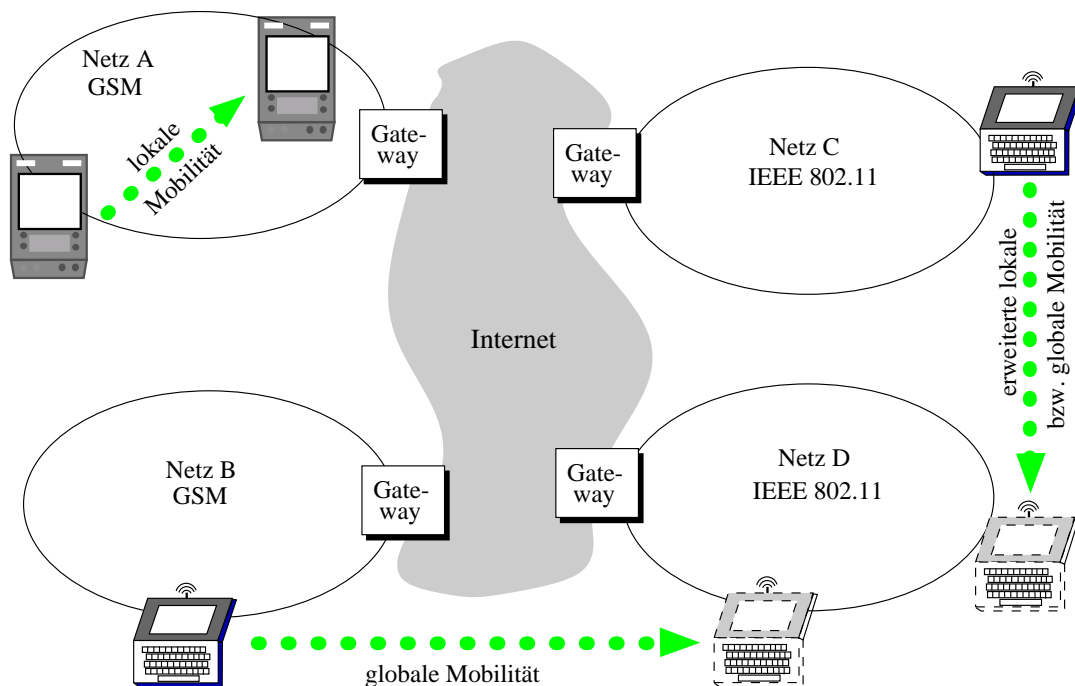 Netz A
GSM
lokale
Mobilität
Gate-
way
Gate-
way
Netz C
IEEE 802.11
erweiterte lokale
bzw. globale Mobilität
Internet
Netz B
GSM
Gate-
way
Gate-
way
Netz D
IEEE 802.11
globale Mobilität